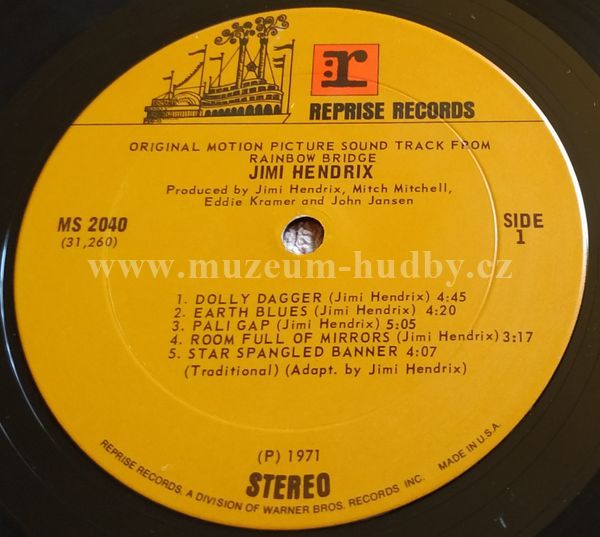 r
REPRISE RECORDS
ORIGINAL MOTION PICTURE SOUND TRACK FROM
RAINBOW BRIDGE
JIMI HENDRIX
Produced by Jimi Hendrix, Mitch Mitchell,
Eddie Kramer and John Jansen
MS 2040
(31,260)
SIDE
1
www.muzeum-hudby.cz
1. DOLLY DAGGER (Jimi Hendrix) 4:45
2. EARTH BLUES (Jimi Hendrix) 4:20
3. PALI GAP (Jimi Hendrix) 5:05
4. ROOM FULL OF MIRRORS (Jimi Hendrix) 3:17
5. STAR SPANGLED BANNER 4:07
(Traditional) (Adapt. by Jimi Hendrix)
(P) 1971
STEREO
REPRISE RECORDS, A DIVISION OF WARNER BROS. RECORDS INC. MADE IN U.S.A.